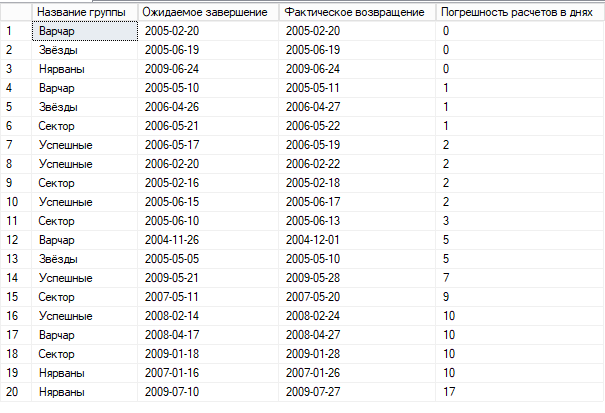 Название группы Ожидаемое завершение Фактическое возвращение Погрешность расчетов в днях
1 Варчар 2005-02-20 2005-02-20 0
2 Звёзды 2005-06-19 2005-06-19 0
3 Нярваны 2009-06-24 2009-06-24 0
4 Варчар 2005-05-10 2005-05-11 1
5 Звёзды 2006-04-26 2006-04-27 1
6 Сектор 2006-05-21 2006-05-22 1
7 Успешные 2006-05-17 2006-05-19 2
8 Успешные 2006-02-20 2006-02-22 2
9 Сектор 2005-02-16 2005-02-18 2
10 Успешные 2005-06-15 2005-06-17 2
11 Сектор 2005-06-10 2005-06-13 3
12 Варчар 2004-11-26 2004-12-01 5
13 Звёзды 2005-05-05 2005-05-10 5
14 Успешные 2009-05-21 2009-05-28 7
15 Сектор 2007-05-11 2007-05-20 9
16 Успешные 2008-02-14 2008-02-24 10
17 Варчар 2008-04-17 2008-04-27 10
18 Сектор 2009-01-18 2009-01-28 10
19 Нярваны 2007-01-16 2007-01-26 10
20 Нярваны 2009-07-10 2009-07-27 17